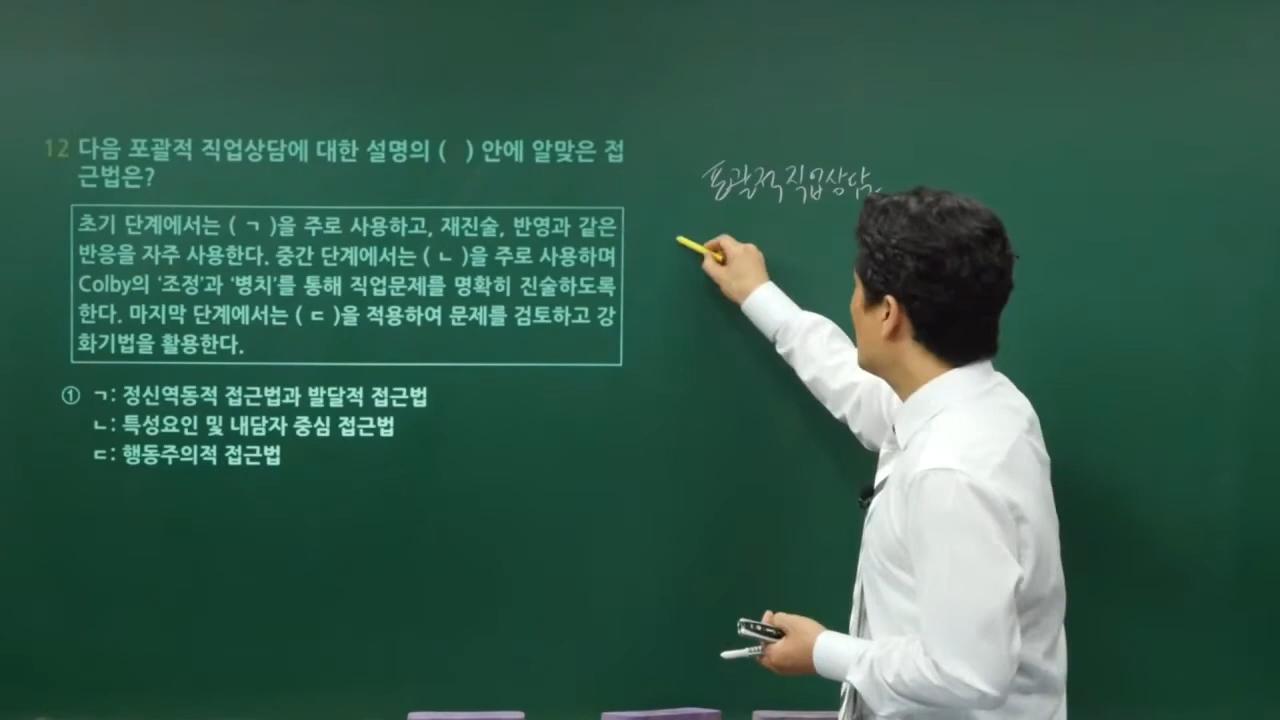 12 다음 포괄적 직업상담에 대한 설명의 ( ) 안에 알맞은 접
근법은?
초기 단계에서는 ( ㄱ )을 주로 사용하고, 재진술, 반영과 같은
반응을 자주 사용한다. 중간 단계에서는 ( ㄴ )을 주로 사용하며
Colby의 '조정'과 '병치'를 통해 직업문제를 명확히 진술하도록
한다. 마지막 단계에서는 ( ㄷ )을 적용하여 문제를 검토하고 강
화기법을 활용한다.
① ㄱ: 정신역동적 접근법과 발달적 접근법
ㄴ: 특성요인 및 내담자 중심 접근법
ㄷ: 행동주의적 접근법
포괄적 직업상담